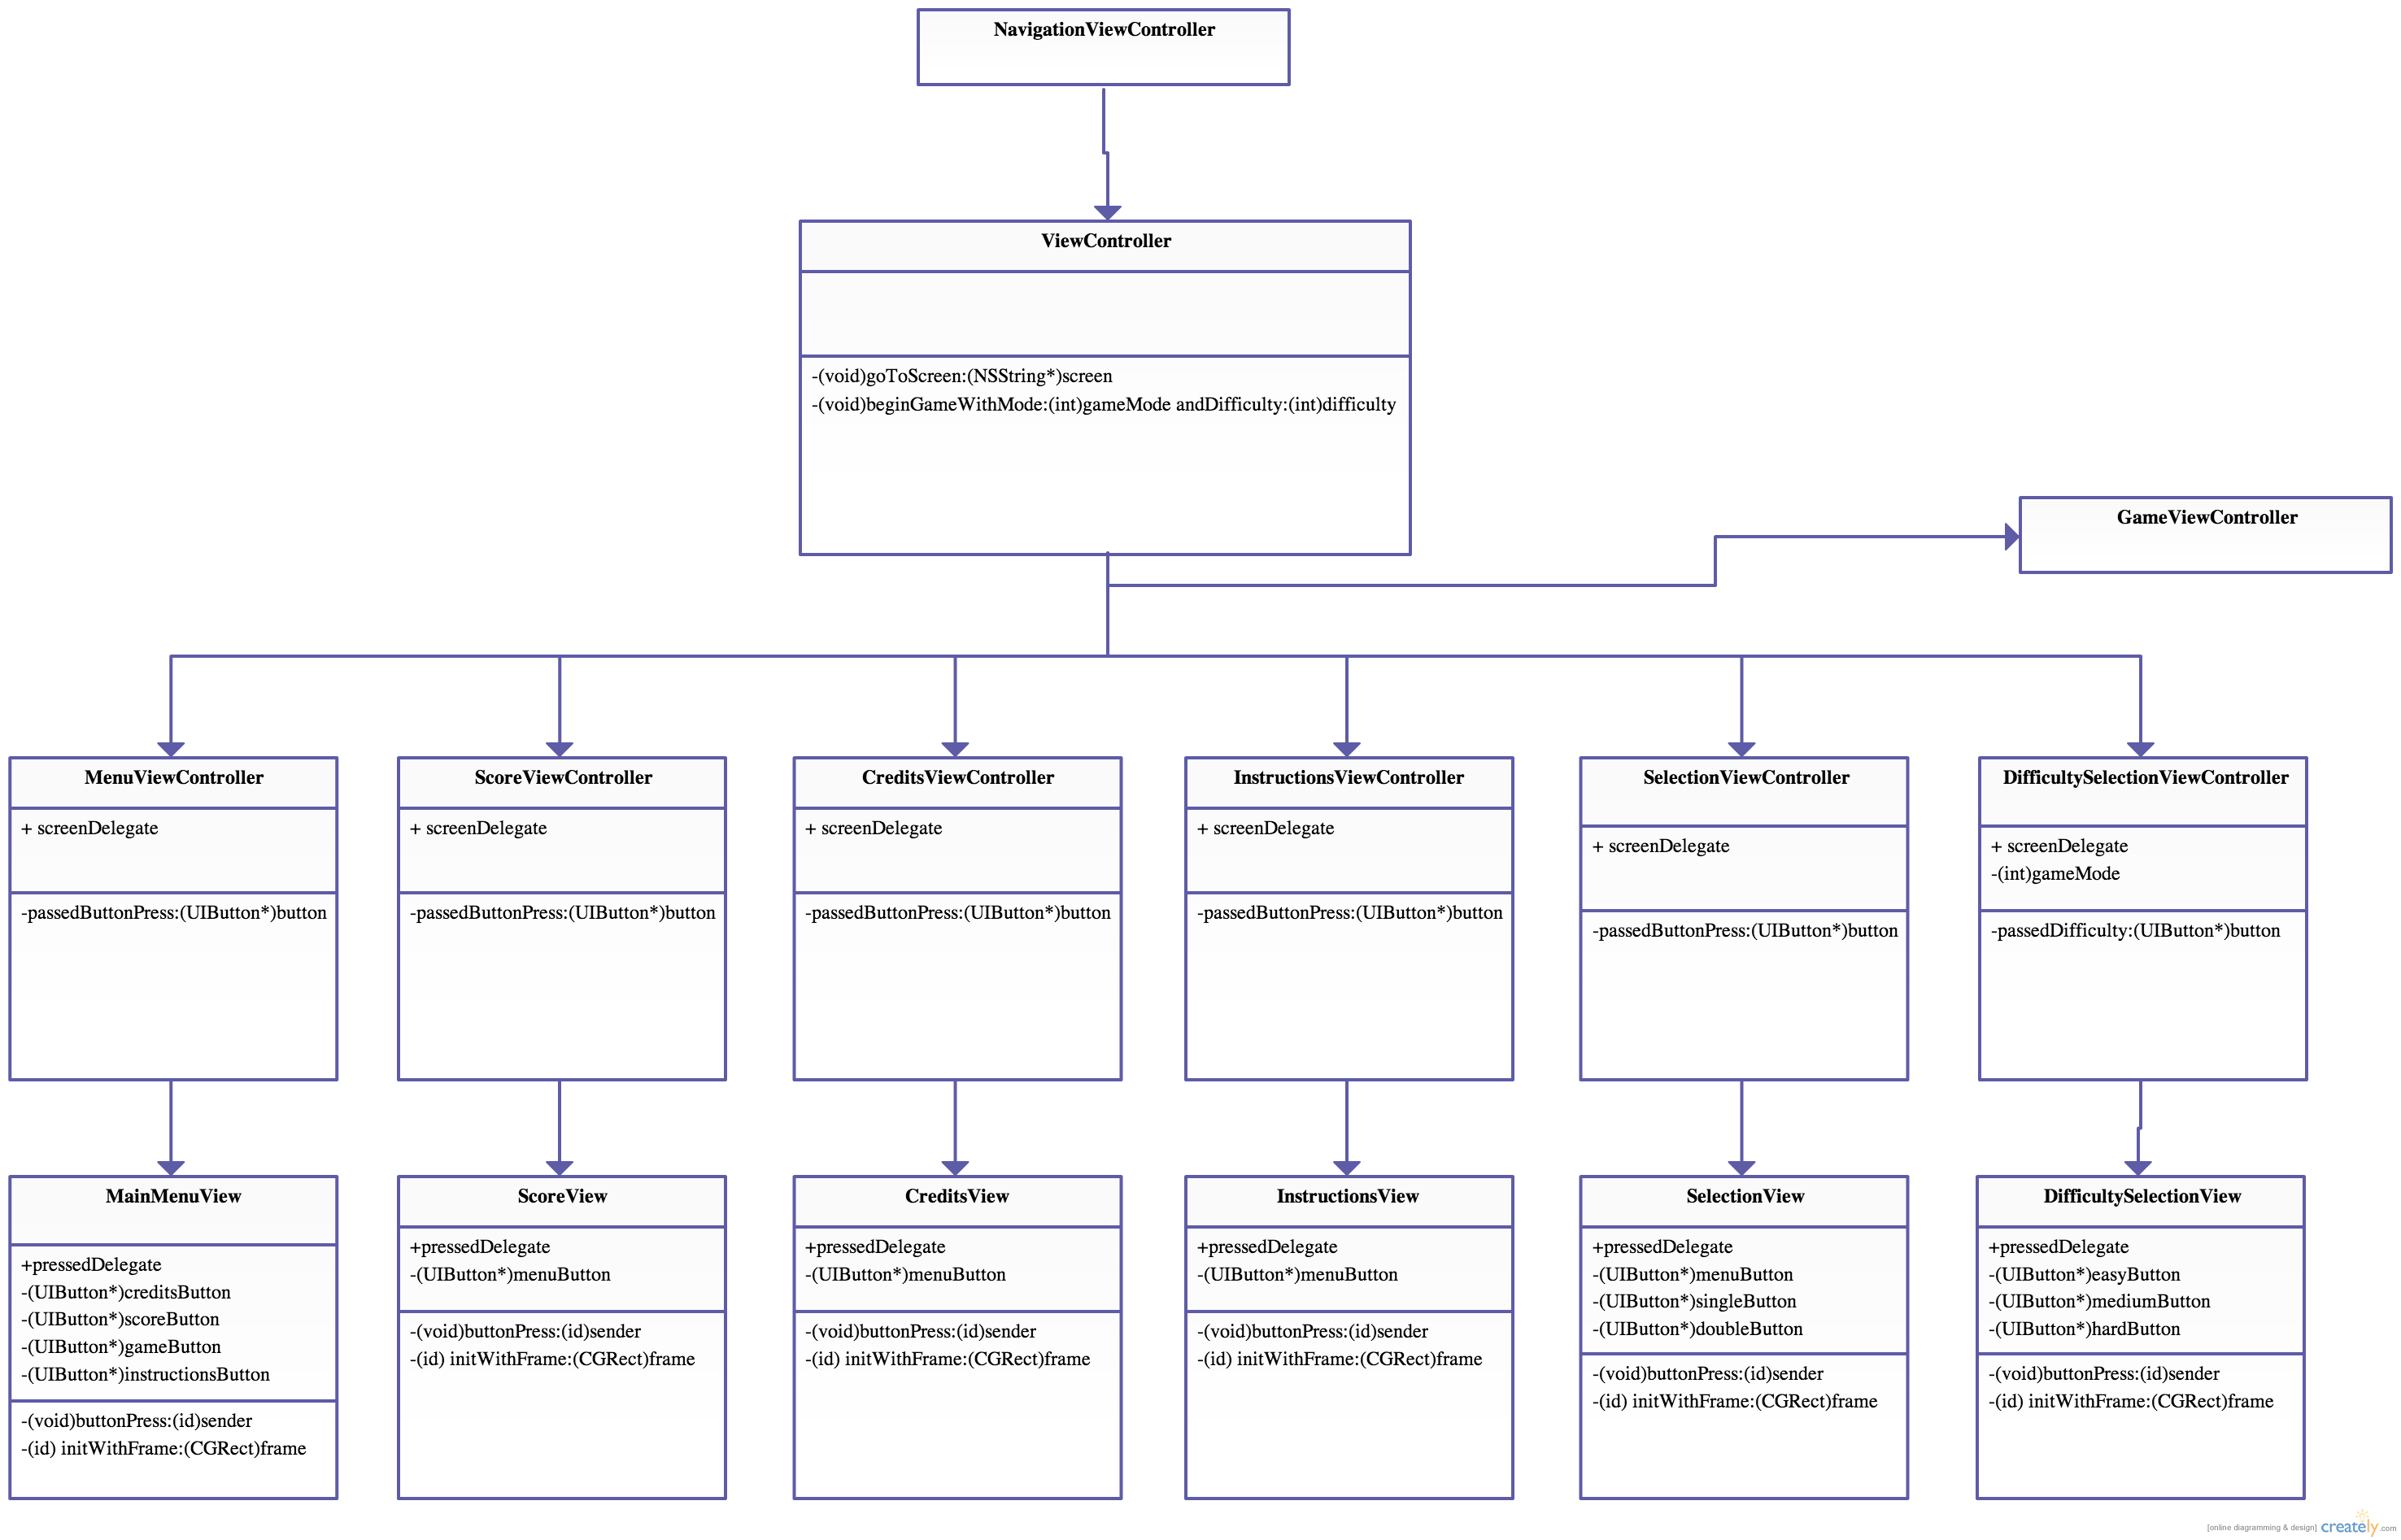 NavigationViewController
ViewController
-(void)goToScreen:(NSString*)screen
-(void)beginGameWithMode:(int)gameMode andDifficulty:(int)difficulty
GameViewController
MenuViewController
+ screenDelegate
-passedButtonPress:(UIButton*)button
ScoreViewController
+ screenDelegate
-passedButtonPress:(UIButton*)button
CreditsViewController
+ screenDelegate
-passedButtonPress:(UIButton*)button
InstructionsViewController
+ screenDelegate
-passedButtonPress:(UIButton*)button
SelectionViewController
+ screenDelegate
-passedButtonPress:(UIButton*)button
DifficultySelectionViewController
+ screenDelegate
-(int)gameMode
-passedDifficulty:(UIButton*)button
MainMenuView
+pressedDelegate
-(UIButton*)creditsButton
-(UIButton*)scoreButton
-(UIButton*)gameButton
-(UIButton*)instructionsButton
-(void)buttonPress:(id)sender
-(id) initWithFrame:(CGRect)frame
ScoreView
+pressedDelegate
-(UIButton*)menuButton
-(void)buttonPress:(id)sender
-(id) initWithFrame:(CGRect)frame
CreditsView
+pressedDelegate
-(UIButton*)menuButton
-(void)buttonPress:(id)sender
-(id) initWithFrame:(CGRect)frame
InstructionsView
+pressedDelegate
-(UIButton*)menuButton
-(void)buttonPress:(id)sender
-(id) initWithFrame:(CGRect)frame
SelectionView
+pressedDelegate
-(UIButton*)menuButton
-(UIButton*)singleButton
-(UIButton*)doubleButton
-(void)buttonPress:(id)sender
-(id) initWithFrame:(CGRect)frame
DifficultySelectionView
+pressedDelegate
-(UIButton*)easyButton
-(UIButton*)mediumButton
-(UIButton*)hardButton
-(void)buttonPress:(id)sender
-(id) initWithFrame:(CGRect)frame
[online diagramming & design] creately.com